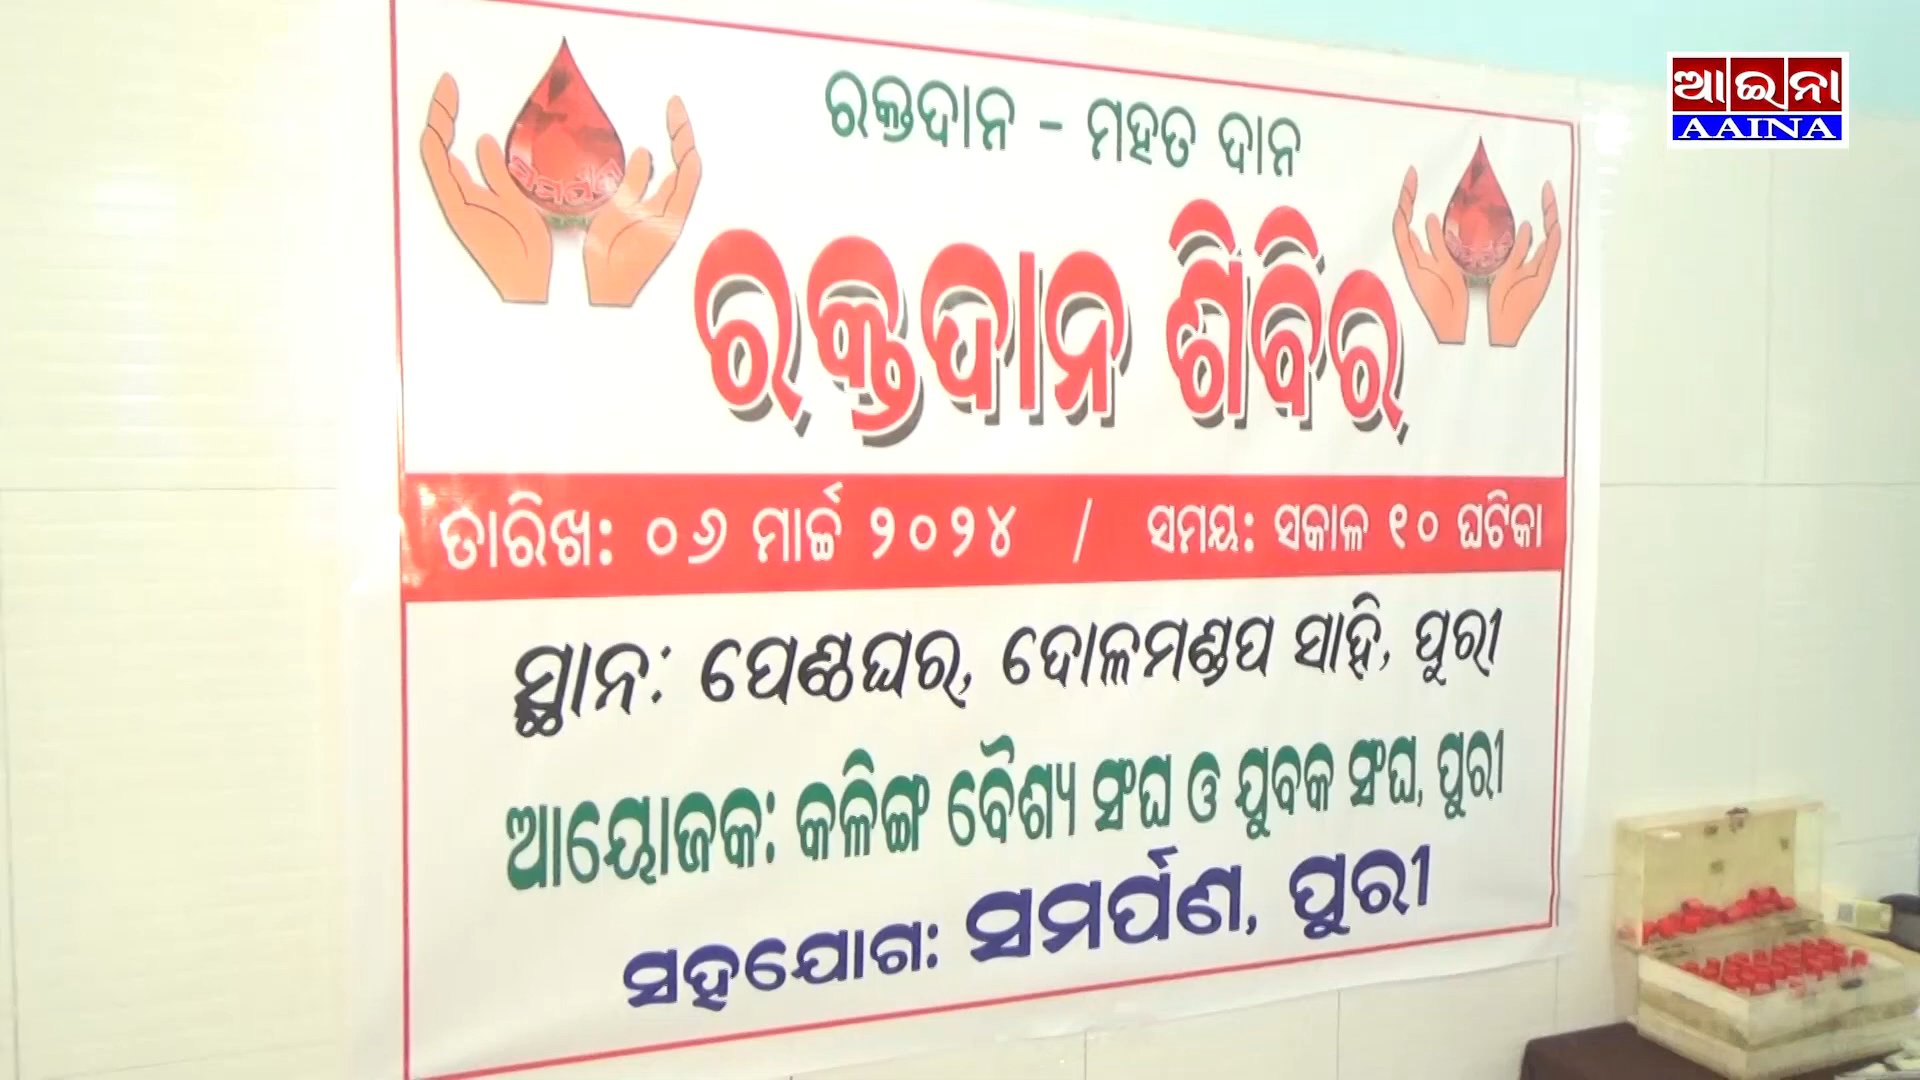 ଆଇନା
AAINA
ରକ୍ତଦାନ - ମହତ ଦାନ
ରକ୍ତଦାନ ଶିବିର
ତାରିଖ: ୦୬ ମାର୍ଚ୍ଚ ୨୦୨୪ / ସମୟ: ସକାଳ ୧୦ ଘଟିକା
ସ୍ଥାନ: ପେଣ୍ଠଘର, ଦୋଳମଣ୍ଡପ ସାହି, ପୁରୀ
ଆୟୋଜକ: କଳିଙ୍ଗ ବୈଶ୍ୟ ସଂଘ ଓ ଯୁବକ ସଂଘ, ପୁରୀ
ସହଯୋଗ: ସମର୍ପଣ, ପୁରୀ